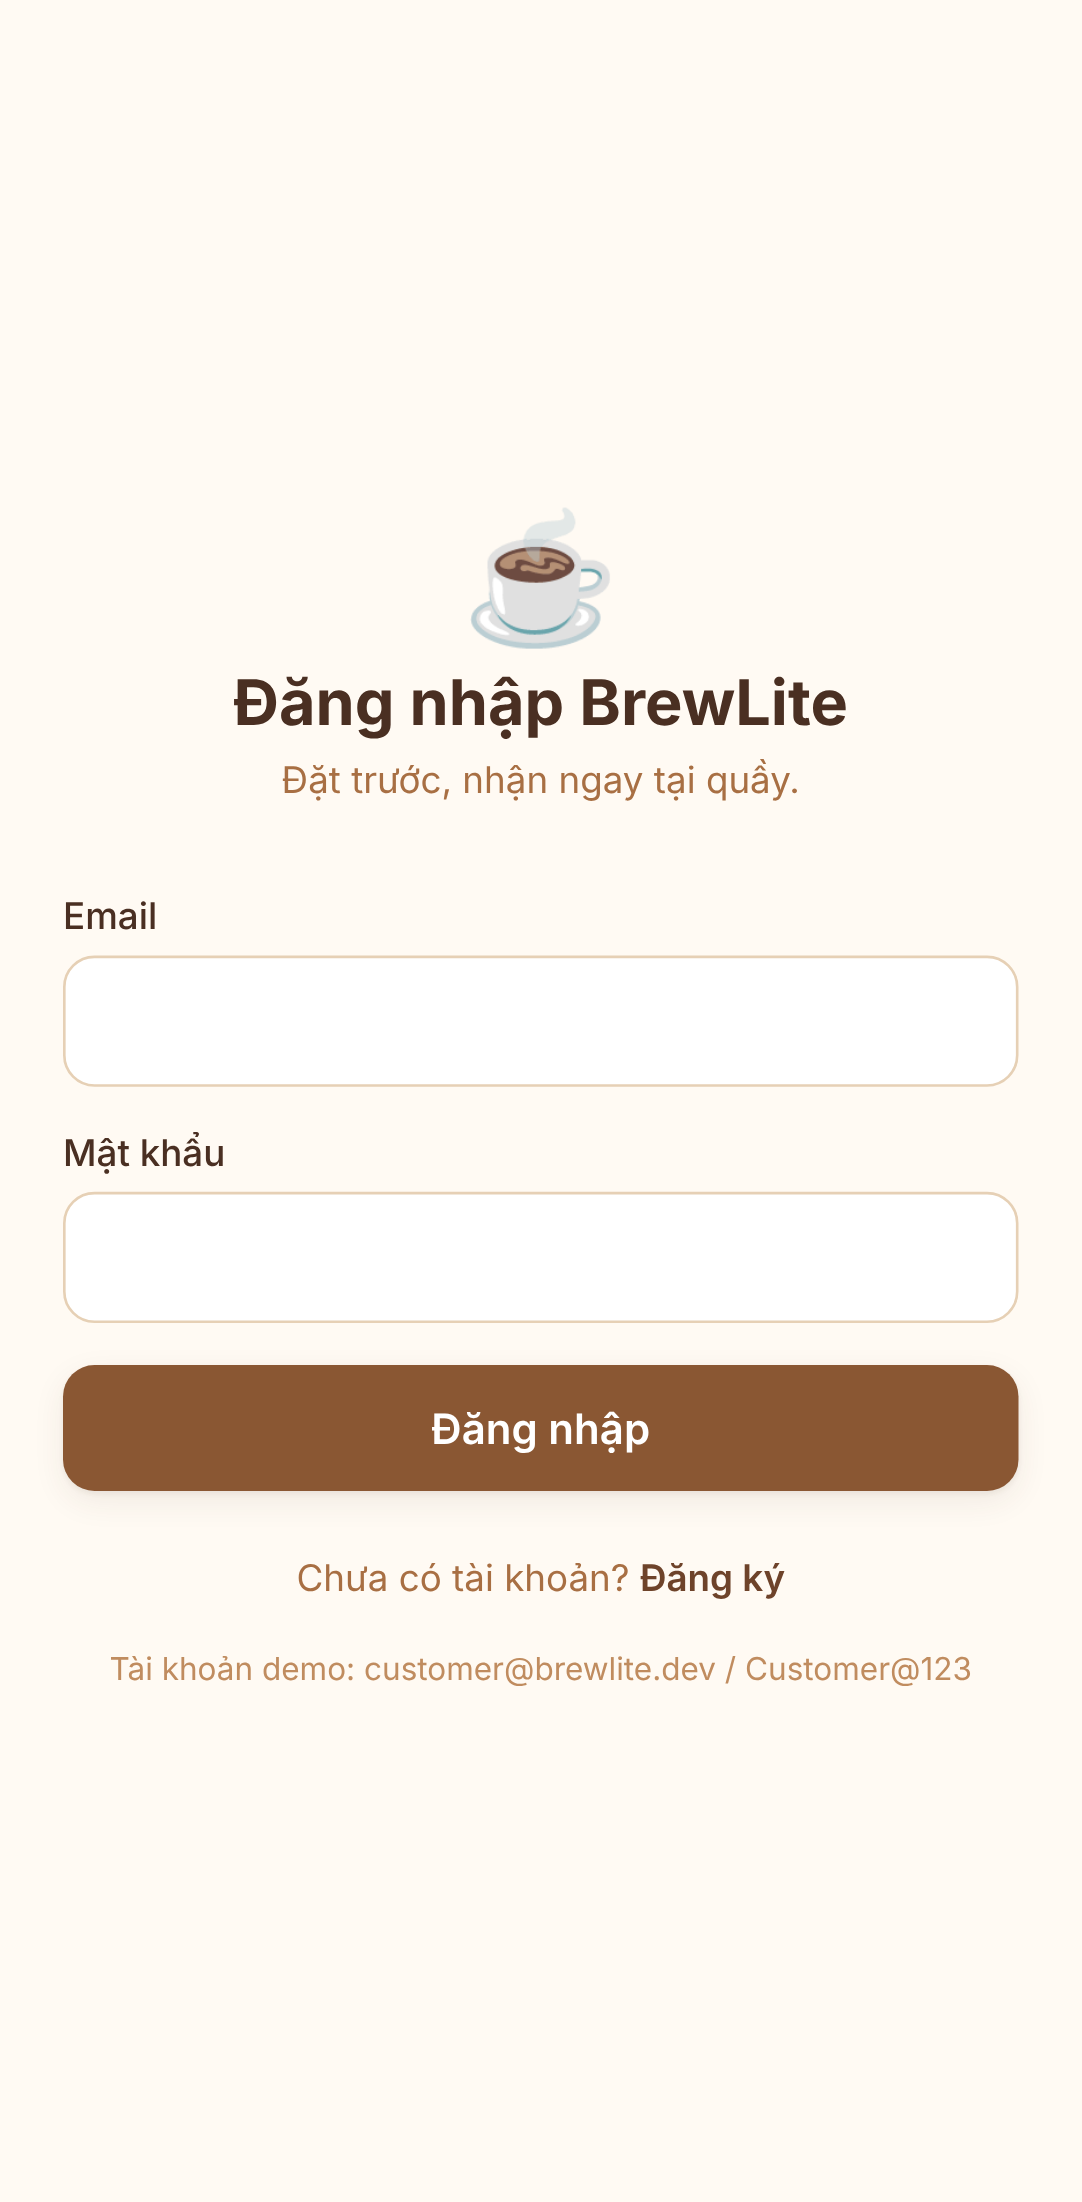 Đăng nhập BrewLite
Đặt trước, nhận ngay tại quầy.
Email
Mật khẩu
Đăng nhập
Chưa có tài khoản? Đăng ký
Tài khoản demo: customer@brewlite.dev / Customer@123